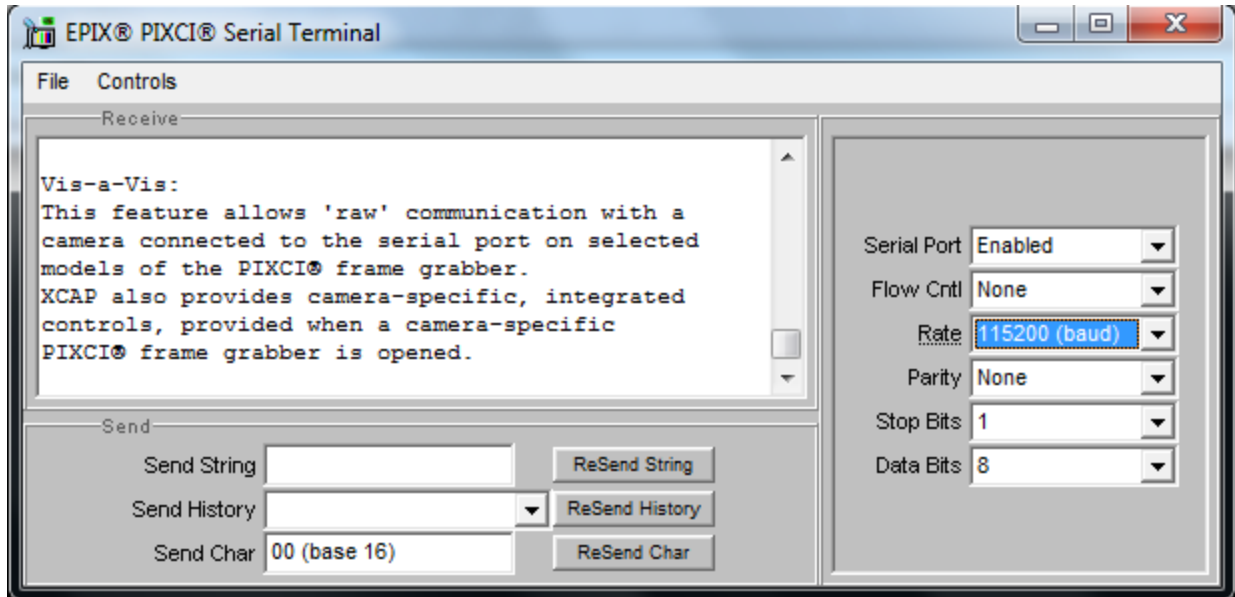 EPIX® PIXCI® Serial Terminal
File Controls
Receive
Vis-a-Vis:
This feature allows 'raw' communication with a
camera connected to the serial port on selected
models of the PIXCI® frame grabber.
XCAP also provides camera-specific, integrated
controls, provided when a camera-specific
PIXCI® frame grabber is opened.
Send
Send String ReSend String
Send History ReSend History
Send Char 00 (base 16) ReSend Char
Serial Port Enabled
Flow Cntl None
Rate 115200 (baud)
Parity None
Stop Bits 1
Data Bits 8